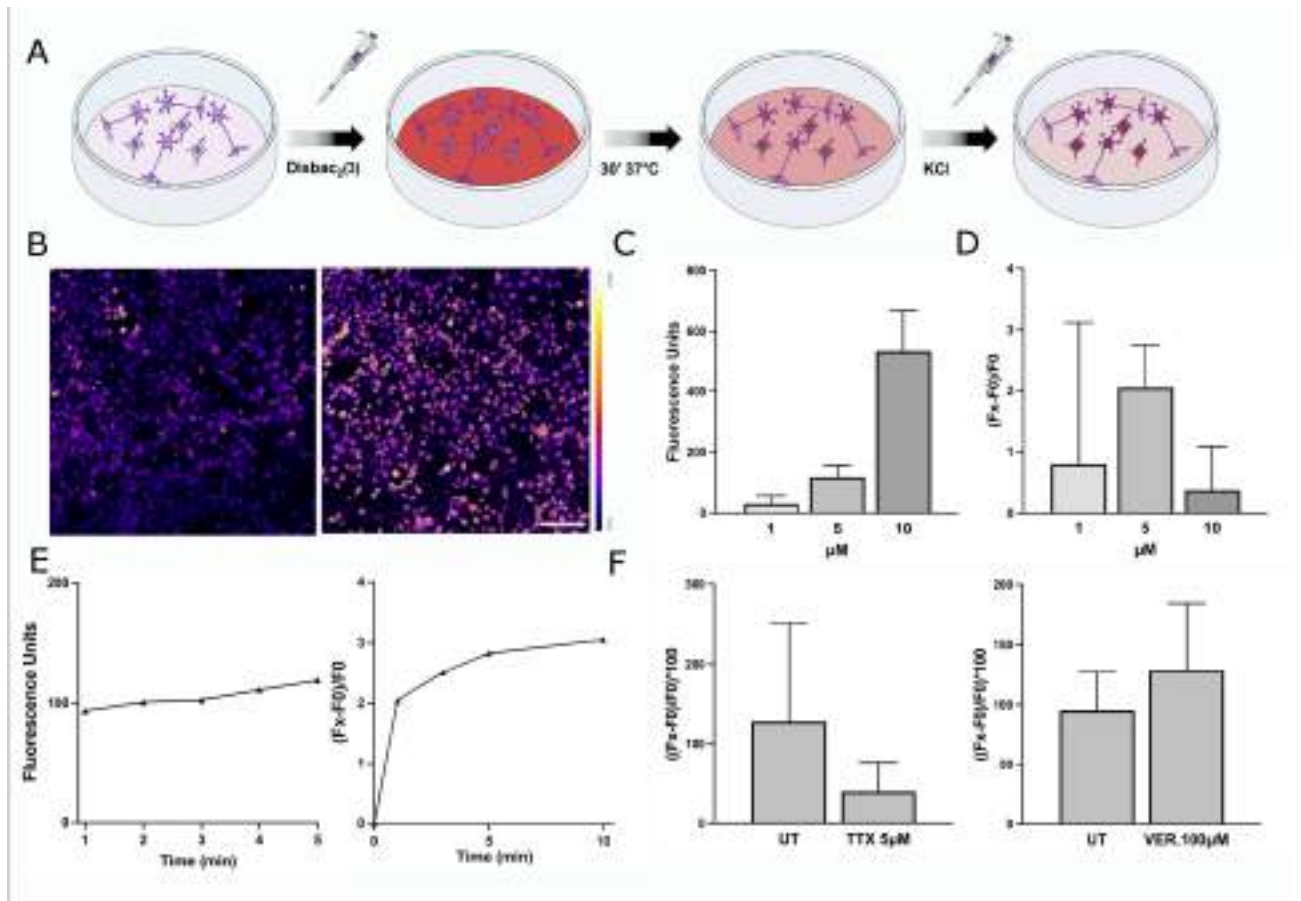 A
Disbac₂(3)
30' 37°C
KCl
B
C
800
600
400
200
0
Fluorescence Units
1 5 10
µM
D
4
3
2
1
0
(Fx-F0)/F0
1 5 10
µM
E
200
100
0
Fluorescence Units
1 2 3 4 5
Time (min)
4
3
2
1
0
(Fx-F0)/F0
0 5 10
Time (min)
F
300
200
100
0
((Fx-F0)/F0)*100
UT TTX 5µM
200
150
100
50
0
((Fx-F0)/F0)*100
UT VER.100µM